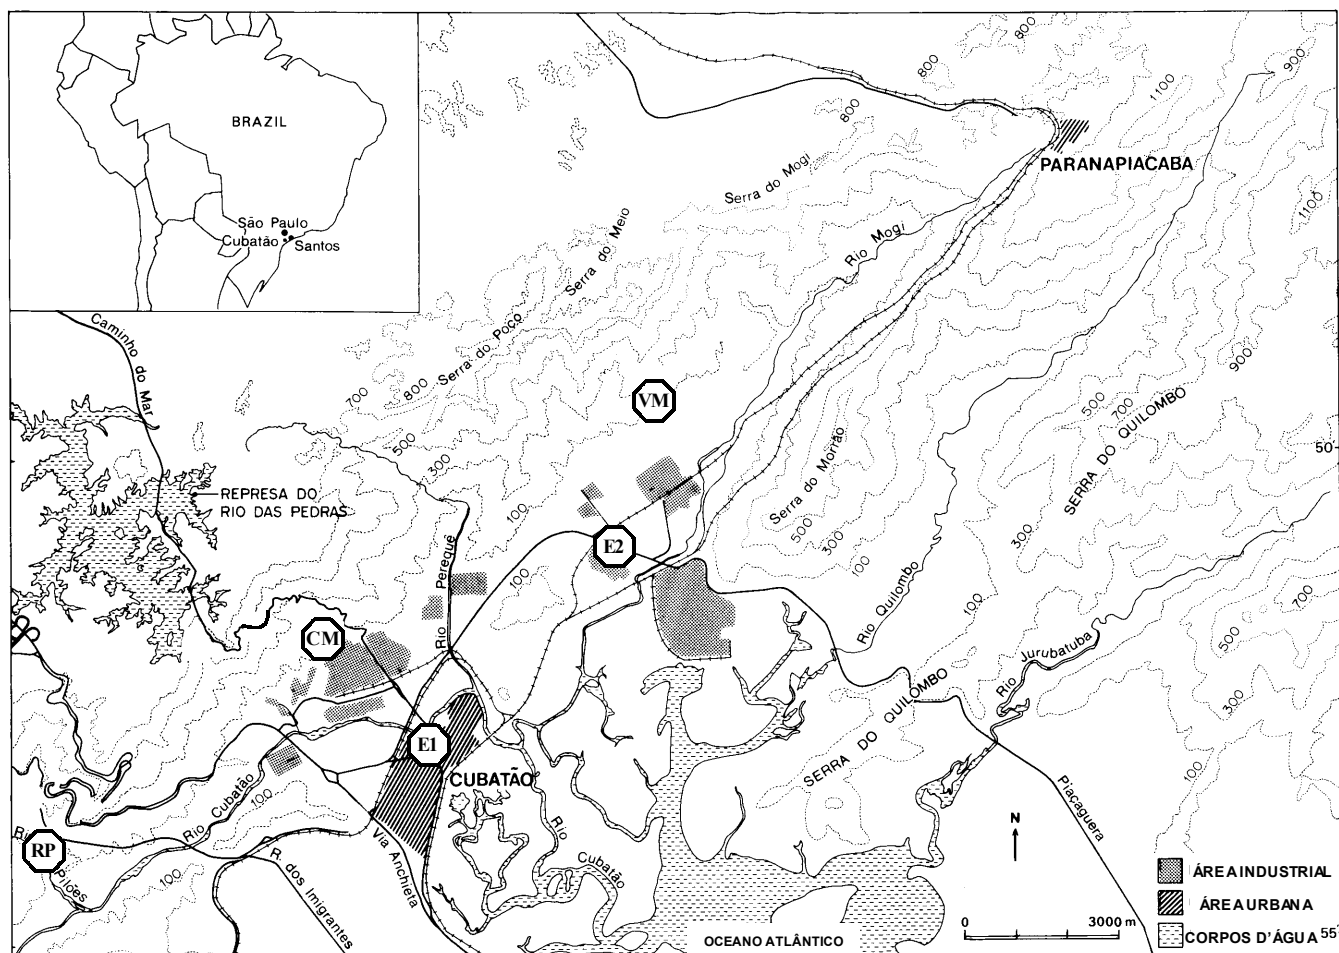 BRAZIL
São Paulo
Cubatão
Santos
Caminho do Mar
REPRESA DO
RIO DAS PEDRAS
Serra do Poço
Serra do Meio
Serra do Mogi
PARANAPIACABA
Rio Mogi
Serra do Morrão
SERRA DO QUILOMBO
Rio Quilombo
Rio Jurubatuba
SERRA DO QUILOMBO
Rio Perequê
VM
E2
CM
E1
RP
CUBATÃO
Rio Cubatão
Rio Cubatão
Pilões
Via Anchieta
R. dos Imigrantes
Piaçaguera
800
800
800
900
1100
1100
900
700
800
500
300
100
100
500
700
300
500
300
100
100
700
500
300
100
100
100
50
N
0 3000 m
OCEANO ATLÂNTICO
ÁREA INDUSTRIAL
ÁREA URBANA
CORPOS D'ÁGUA
55